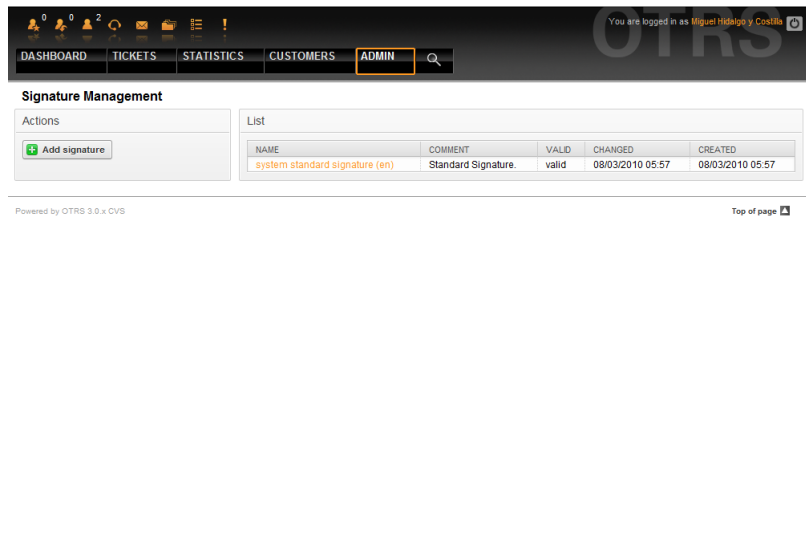 0 0 2
You are logged in as Miguel Hidalgo y Costilla
OTRS
DASHBOARD TICKETS STATISTICS CUSTOMERS ADMIN
Signature Management
Actions
Add signature
List
NAME COMMENT VALID CHANGED CREATED
system standard signature (en) Standard Signature. valid 08/03/2010 05:57 08/03/2010 05:57
Powered by OTRS 3.0.x CVS
Top of page